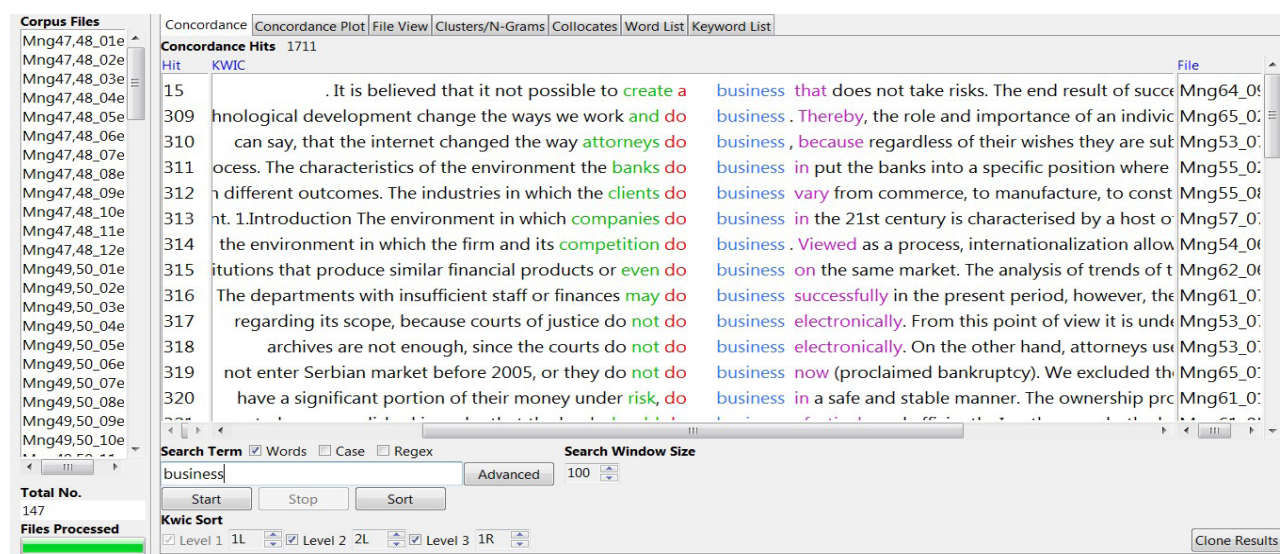 Corpus Files
Mng47,48_01e
Mng47,48_02e
Mng47,48_03e
Mng47,48_04e
Mng47,48_05e
Mng47,48_06e
Mng47,48_07e
Mng47,48_08e
Mng47,48_09e
Mng47,48_10e
Mng47,48_11e
Mng47,48_12e
Mng49,50_01e
Mng49,50_02e
Mng49,50_03e
Mng49,50_04e
Mng49,50_05e
Mng49,50_06e
Mng49,50_07e
Mng49,50_08e
Mng49,50_09e
Mng49,50_10e
Total No.
147
Files Processed
Concordance Concordance Plot File View Clusters/N-Grams Collocates Word List Keyword List
Concordance Hits 1711
Hit KWIC File
15 . It is believed that it not possible to create a business that does not take risks. The end result of succe Mng64_09
309 hnological development change the ways we work and do business . Thereby, the role and importance of an indivic Mng65_02
310 can say, that the internet changed the way attorneys do business , because regardless of their wishes they are sub Mng53_0
311 ocess. The characteristics of the environment the banks do business in put the banks into a specific position where Mng55_02
312 n different outcomes. The industries in which the clients do business vary from commerce, to manufacture, to const Mng55_08
313 nt. 1.Introduction The environment in which companies do business in the 21st century is characterised by a host o Mng57_0
314 the environment in which the firm and its competition do business . Viewed as a process, internationalization allow Mng54_06
315 itutions that produce similar financial products or even do business on the same market. The analysis of trends of t Mng62_06
316 The departments with insufficient staff or finances may do business successfully in the present period, however, the Mng61_0
317 regarding its scope, because courts of justice do not do business electronically. From this point of view it is unde Mng53_0
318 archives are not enough, since the courts do not do business electronically. On the other hand, attorneys use Mng53_0
319 not enter Serbian market before 2005, or they do not do business now (proclaimed bankruptcy). We excluded th Mng65_0
320 have a significant portion of their money under risk, do business in a safe and stable manner. The ownership prc Mng61_0
Search Term Words Case Regex Search Window Size
business Advanced 100
Start Stop Sort
Kwic Sort
Level 1 1L Level 2 2L Level 3 1R Clone Results